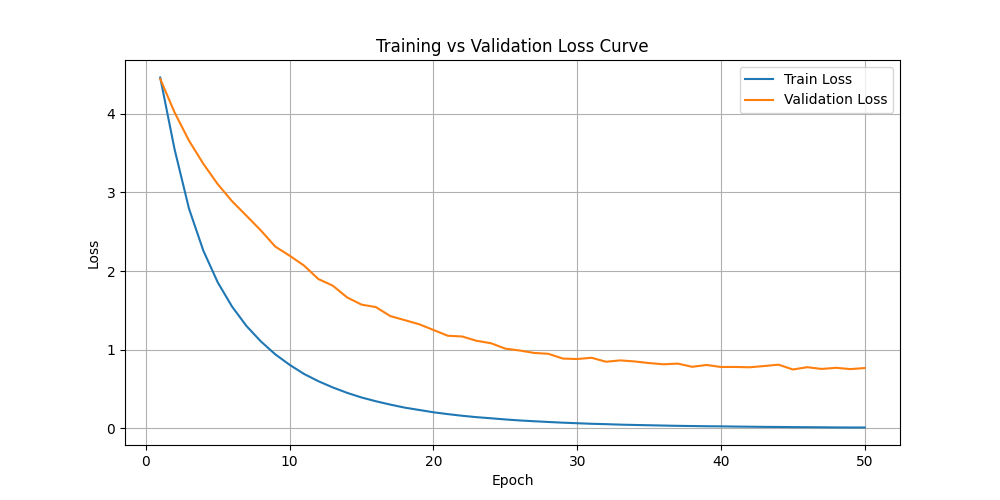 Training vs Validation Loss Curve
Train Loss
Validation Loss
Loss
4
3
2
1
0
0 10 20 30 40 50
Epoch